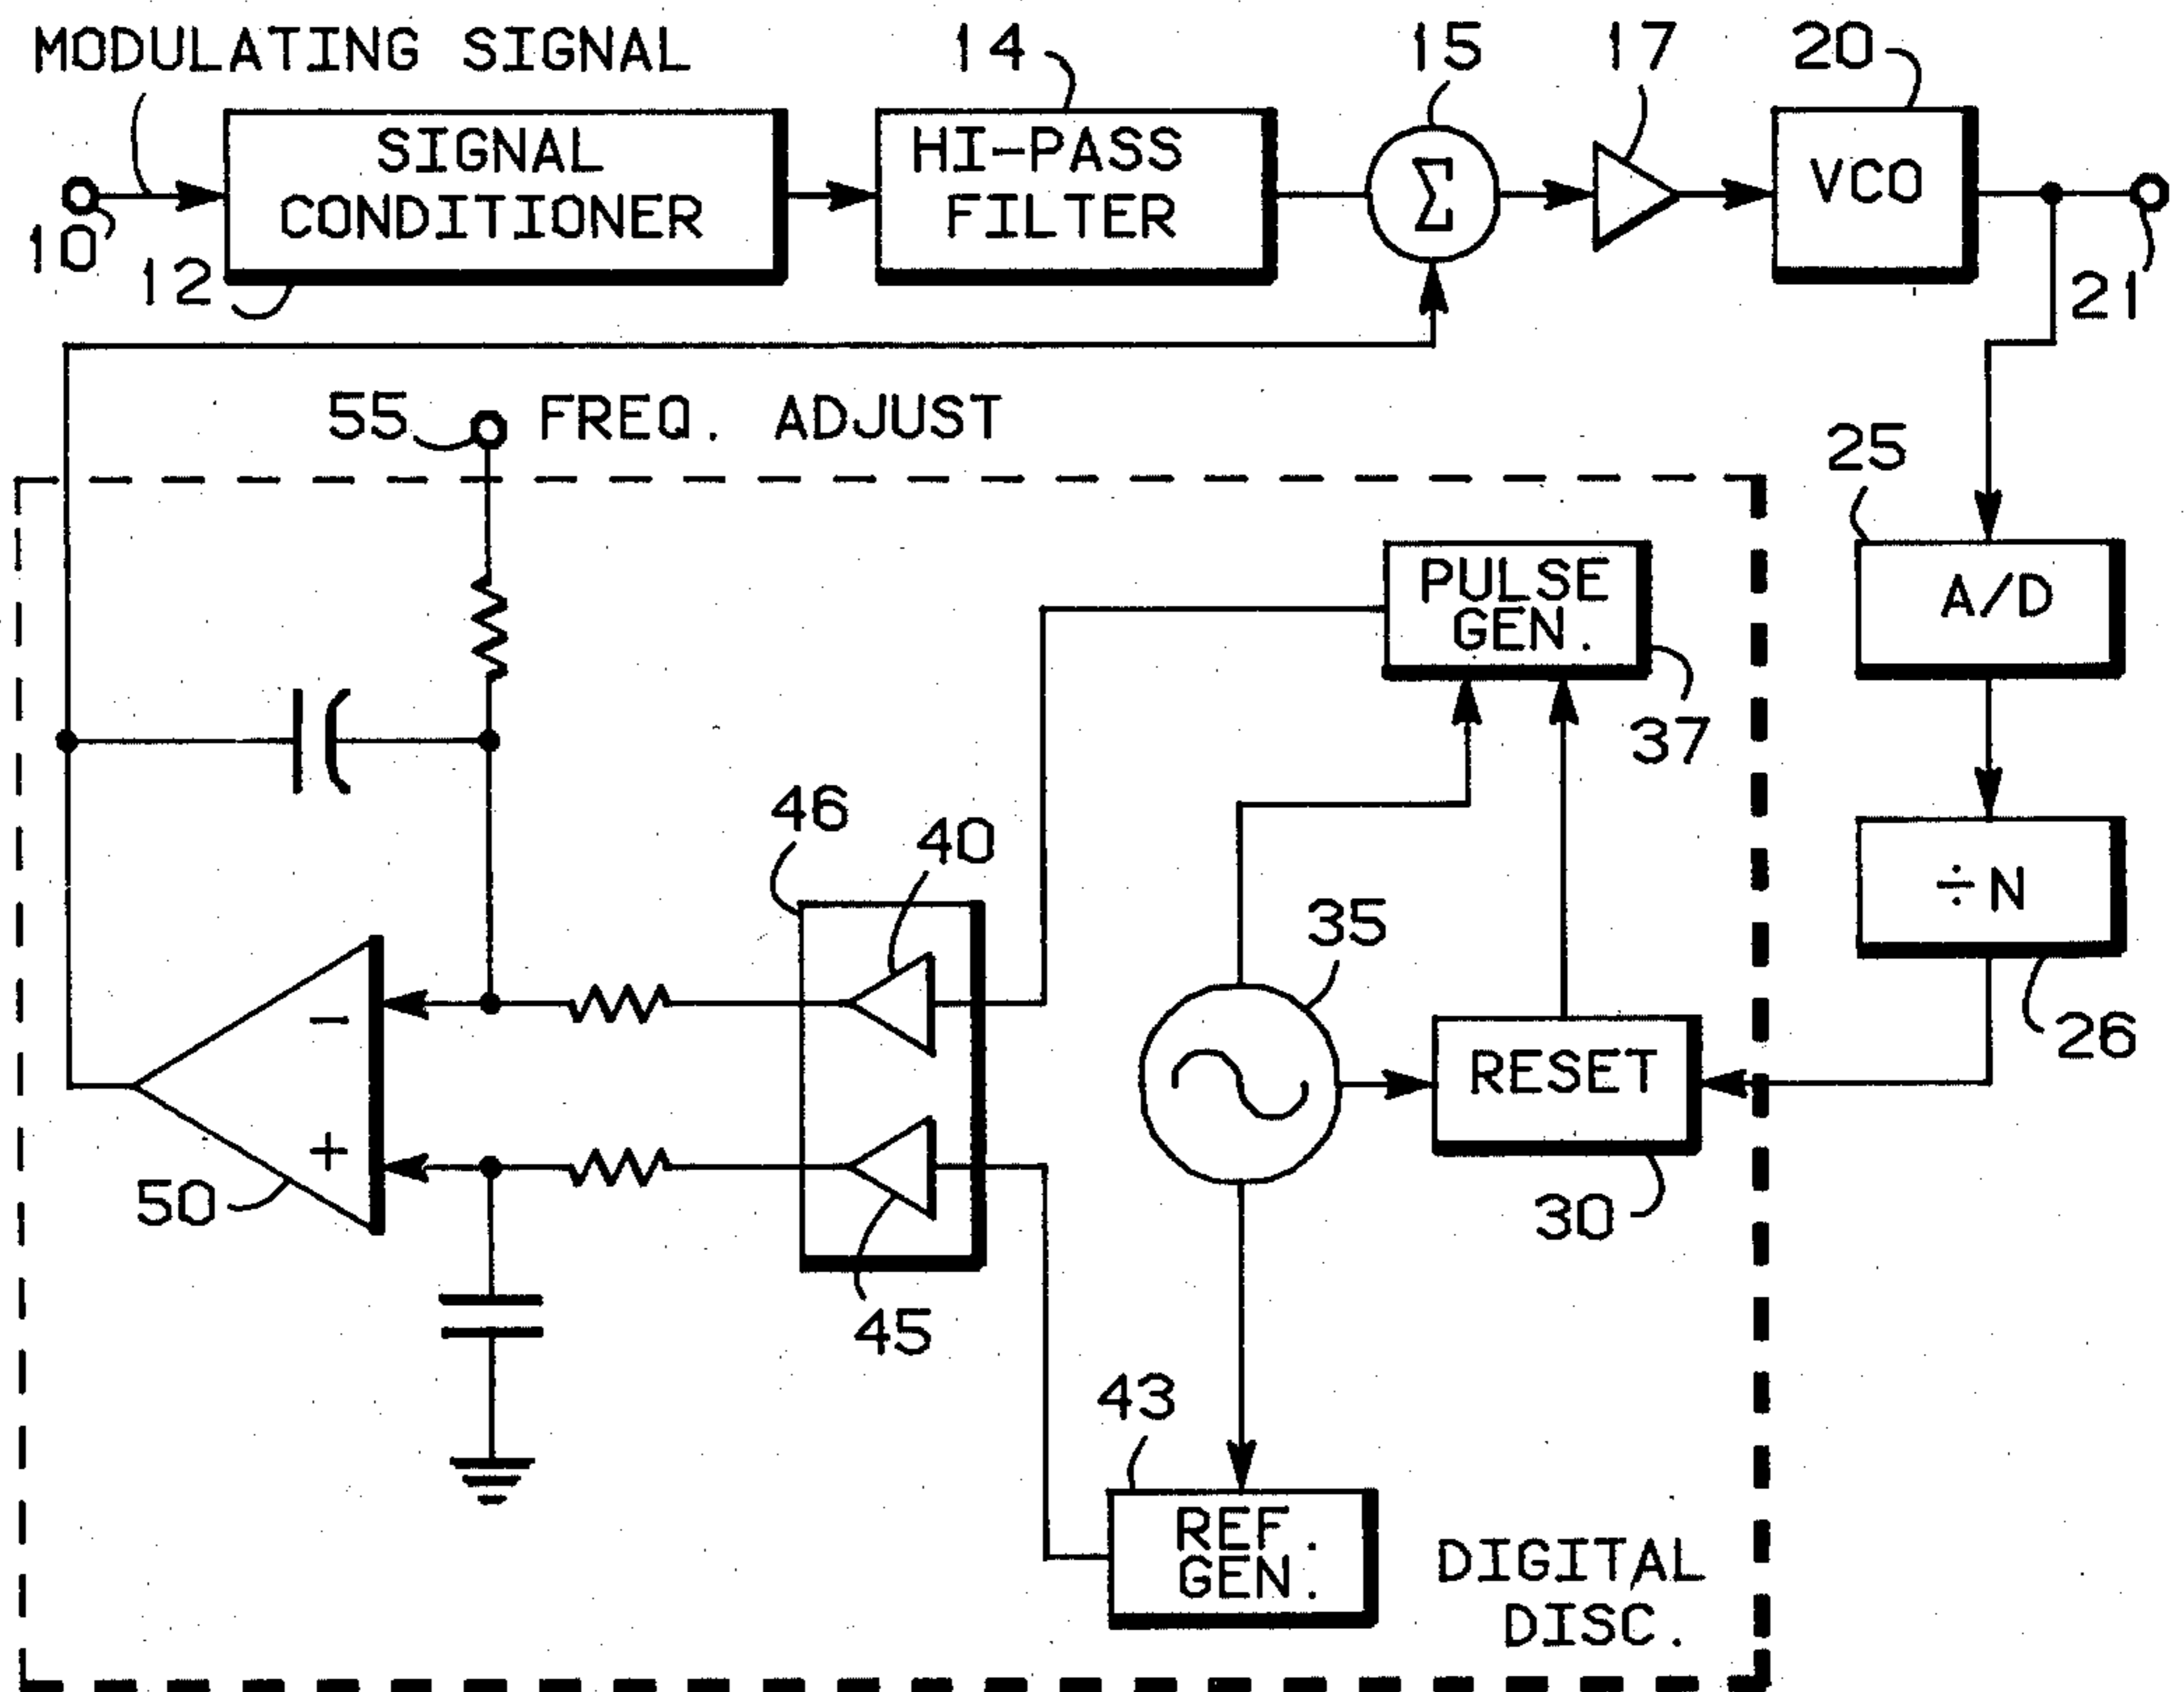 MODULATING SIGNAL
14
15
17
20
SIGNAL
CONDITIONER
HI-PASS
FILTER
Σ
VCO
10
12
21
55
FREQ. ADJUST
25
PULSE
GEN.
A/D
37
46
40
÷N
35
26
−
RESET
+
50
30
45
43
REF.
GEN.
DIGITAL
DISC.